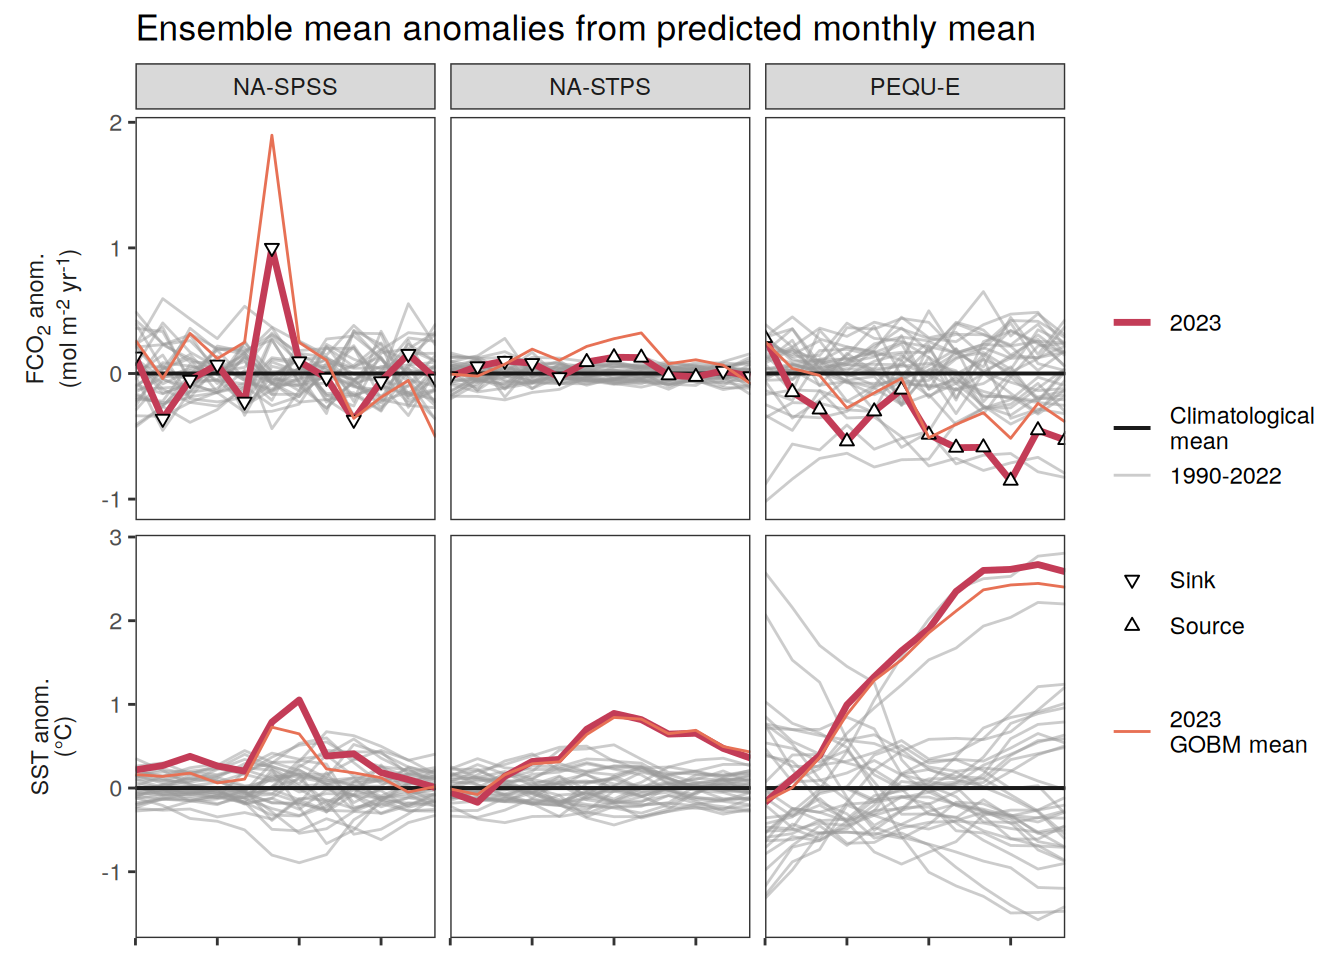 Ensemble mean anomalies from predicted monthly mean
NA-SPSS
NA-STPS
PEQU-E
FCO2 anom.
(mol m-2 yr-1)
2
1
0
-1
SST anom.
(°C)
3
2
1
0
-1
2023
Climatological
mean
1990-2022
Sink
Source
2023
GOBM mean